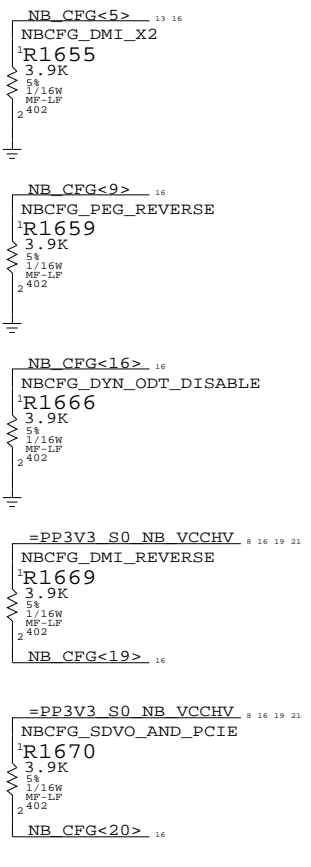 NB_CFG<5> 13 16
NBCFG_DMI_X2
1 R1655
3.9K
5%
1/16W
MF-LF
2 402
NB_CFG<9> 16
NBCFG_PEG_REVERSE
1 R1659
3.9K
5%
1/16W
MF-LF
2 402
NB_CFG<16> 16
NBCFG_DYN_ODT_DISABLE
1 R1666
3.9K
5%
1/16W
MF-LF
2 402
=PP3V3_S0_NB_VCCHV 8 16 19 21
NBCFG_DMI_REVERSE
1 R1669
3.9K
5%
1/16W
MF-LF
2 402
NB_CFG<19> 16
=PP3V3_S0_NB_VCCHV 8 16 19 21
NBCFG_SDVO_AND_PCIE
1 R1670
3.9K
5%
1/16W
MF-LF
2 402
NB_CFG<20> 16